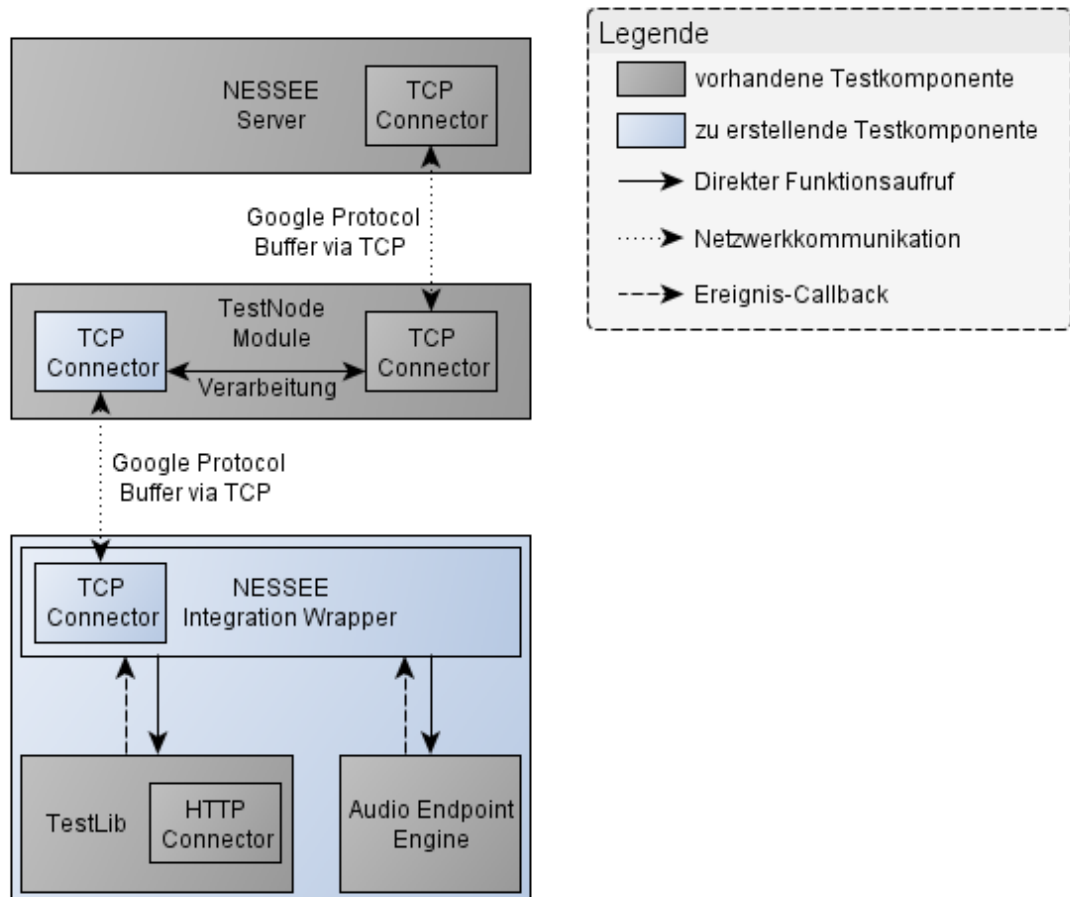 NESSEE
Server
TCP
Connector
Google Protocol
Buffer via TCP
TestNode
Module
TCP
Connector
Verarbeitung
TCP
Connector
Google Protocol
Buffer via TCP
TCP
Connector
NESSEE
Integration Wrapper
TestLib
HTTP
Connector
Audio Endpoint
Engine
Legende
vorhandene Testkomponente
zu erstellende Testkomponente
Direkter Funktionsaufruf
Netzwerkkommunikation
Ereignis-Callback